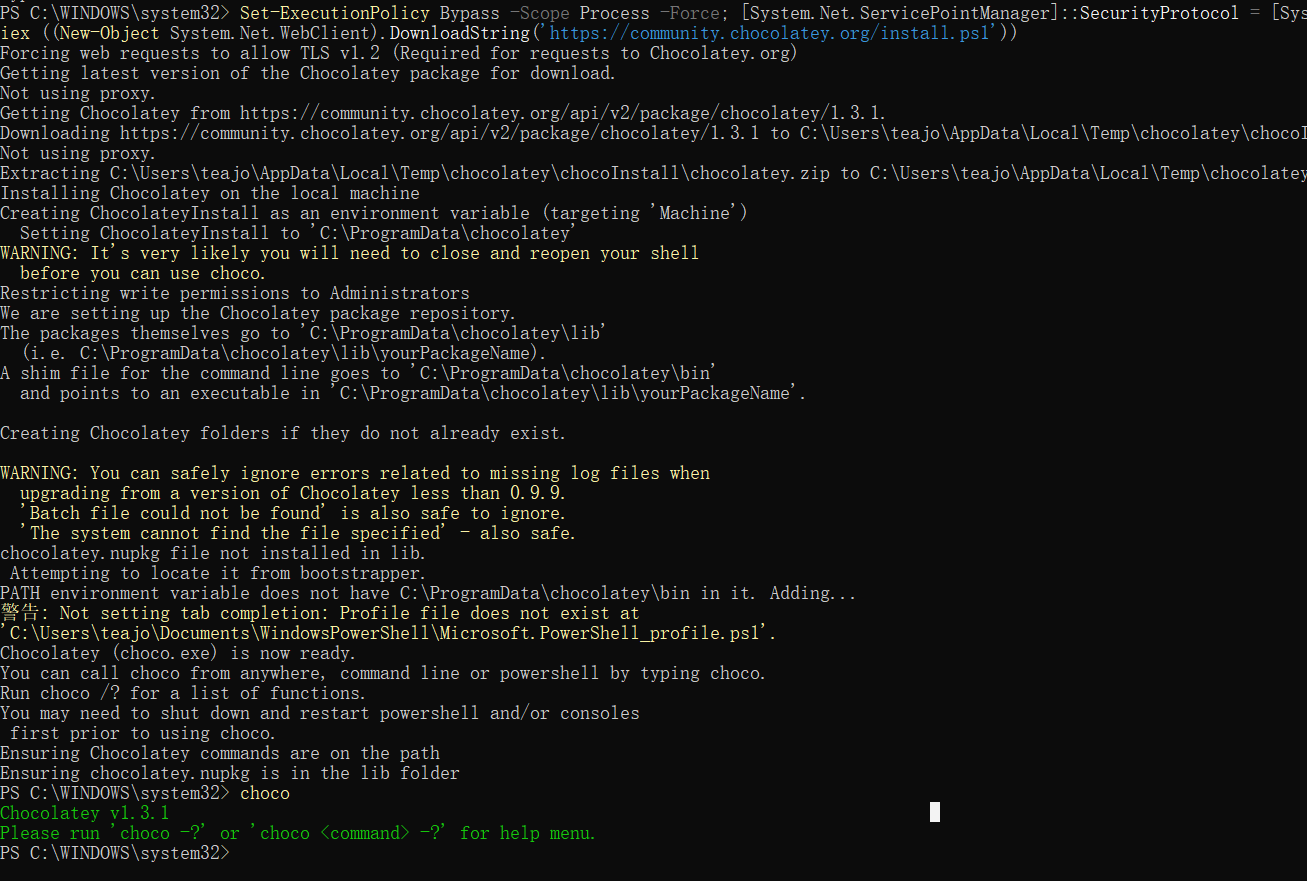 PS C:\WINDOWS\system32> Set-ExecutionPolicy Bypass -Scope Process -Force; [System.Net.ServicePointManager]::SecurityProtocol = [Sys
iex ((New-Object System.Net.WebClient).DownloadString('https://community.chocolatey.org/install.ps1'))
Forcing web requests to allow TLS v1.2 (Required for requests to Chocolatey.org)
Getting latest version of the Chocolatey package for download.
Not using proxy.
Getting Chocolatey from https://community.chocolatey.org/api/v2/package/chocolatey/1.3.1.
Downloading https://community.chocolatey.org/api/v2/package/chocolatey/1.3.1 to C:\Users\teajo\AppData\Local\Temp\chocolatey\chocoI
Not using proxy.
Extracting C:\Users\teajo\AppData\Local\Temp\chocolatey\chocoInstall\chocolatey.zip to C:\Users\teajo\AppData\Local\Temp\chocolatey
Installing Chocolatey on the local machine
Creating ChocolateyInstall as an environment variable (targeting 'Machine')
  Setting ChocolateyInstall to 'C:\ProgramData\chocolatey'
WARNING: It's very likely you will need to close and reopen your shell
  before you can use choco.
Restricting write permissions to Administrators
We are setting up the Chocolatey package repository.
The packages themselves go to 'C:\ProgramData\chocolatey\lib'
  (i.e. C:\ProgramData\chocolatey\lib\yourPackageName).
A shim file for the command line goes to 'C:\ProgramData\chocolatey\bin'
  and points to an executable in 'C:\ProgramData\chocolatey\lib\yourPackageName'.
Creating Chocolatey folders if they do not already exist.
WARNING: You can safely ignore errors related to missing log files when
  upgrading from a version of Chocolatey less than 0.9.9.
  'Batch file could not be found' is also safe to ignore.
  'The system cannot find the file specified' - also safe.
chocolatey.nupkg file not installed in lib.
 Attempting to locate it from bootstrapper.
PATH environment variable does not have C:\ProgramData\chocolatey\bin in it. Adding...
警告: Not setting tab completion: Profile file does not exist at
'C:\Users\teajo\Documents\WindowsPowerShell\Microsoft.PowerShell_profile.ps1'.
Chocolatey (choco.exe) is now ready.
You can call choco from anywhere, command line or powershell by typing choco.
Run choco /? for a list of functions.
You may need to shut down and restart powershell and/or consoles
 first prior to using choco.
Ensuring Chocolatey commands are on the path
Ensuring chocolatey.nupkg is in the lib folder
PS C:\WINDOWS\system32> choco
Chocolatey v1.3.1
Please run 'choco -?' or 'choco <command> -?' for help menu.
PS C:\WINDOWS\system32>